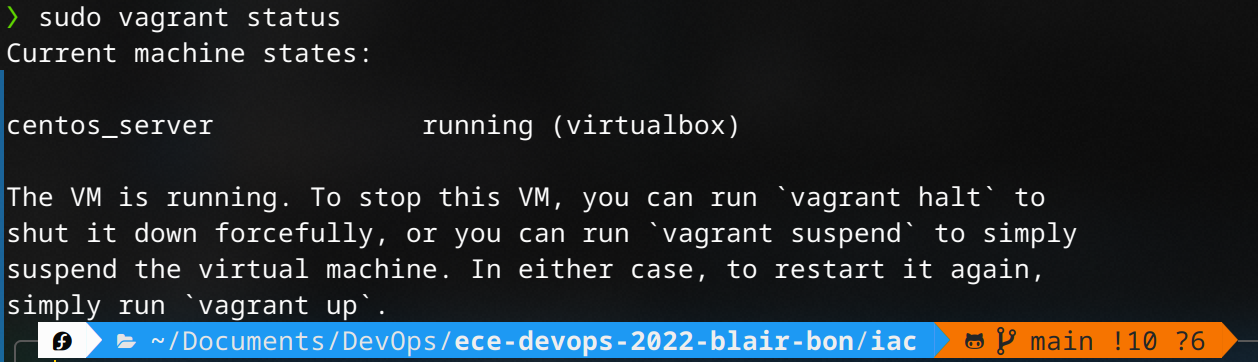 ❯ sudo vagrant status
Current machine states:
centos_server running (virtualbox)
The VM is running. To stop this VM, you can run `vagrant halt` to
shut it down forcefully, or you can run `vagrant suspend` to simply
suspend the virtual machine. In either case, to restart it again,
simply run `vagrant up`.
~/Documents/DevOps/ece-devops-2022-blair-bon/iac main !10 ?6